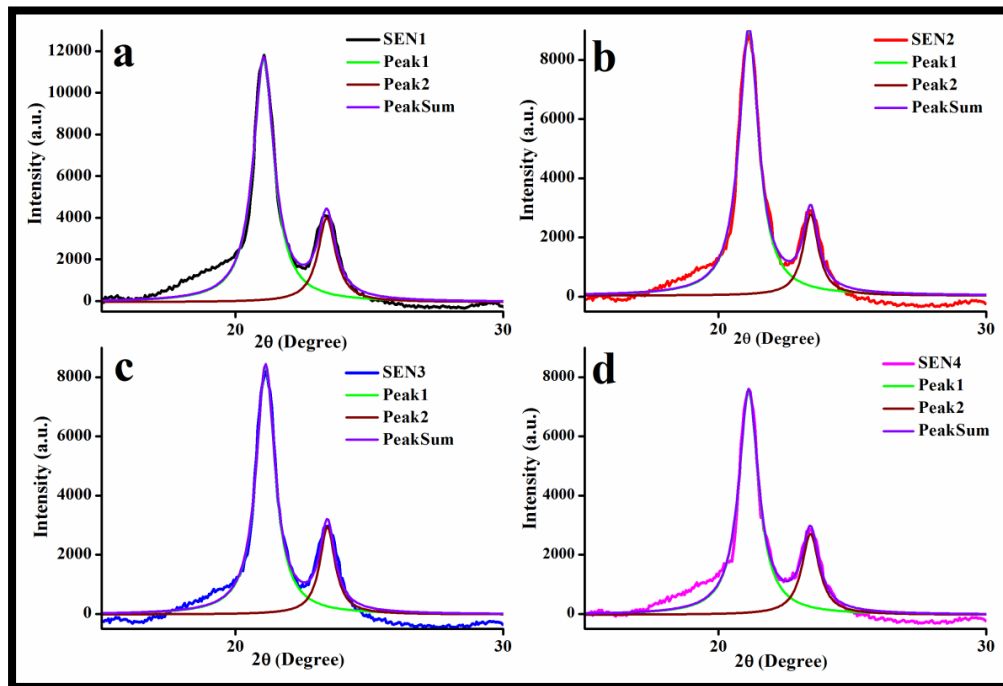 a
SEN1
Peak1
Peak2
PeakSum
12000
10000
8000
6000
4000
2000
0
Intensity (a.u.)
20
30
2θ (Degree)
b
SEN2
Peak1
Peak2
PeakSum
8000
6000
4000
2000
0
Intensity (a.u.)
20
30
2θ (Degree)
c
SEN3
Peak1
Peak2
PeakSum
8000
6000
4000
2000
0
Intensity (a.u.)
20
30
2θ (Degree)
d
SEN4
Peak1
Peak2
PeakSum
8000
6000
4000
2000
0
Intensity (a.u.)
20
30
2θ (Degree)